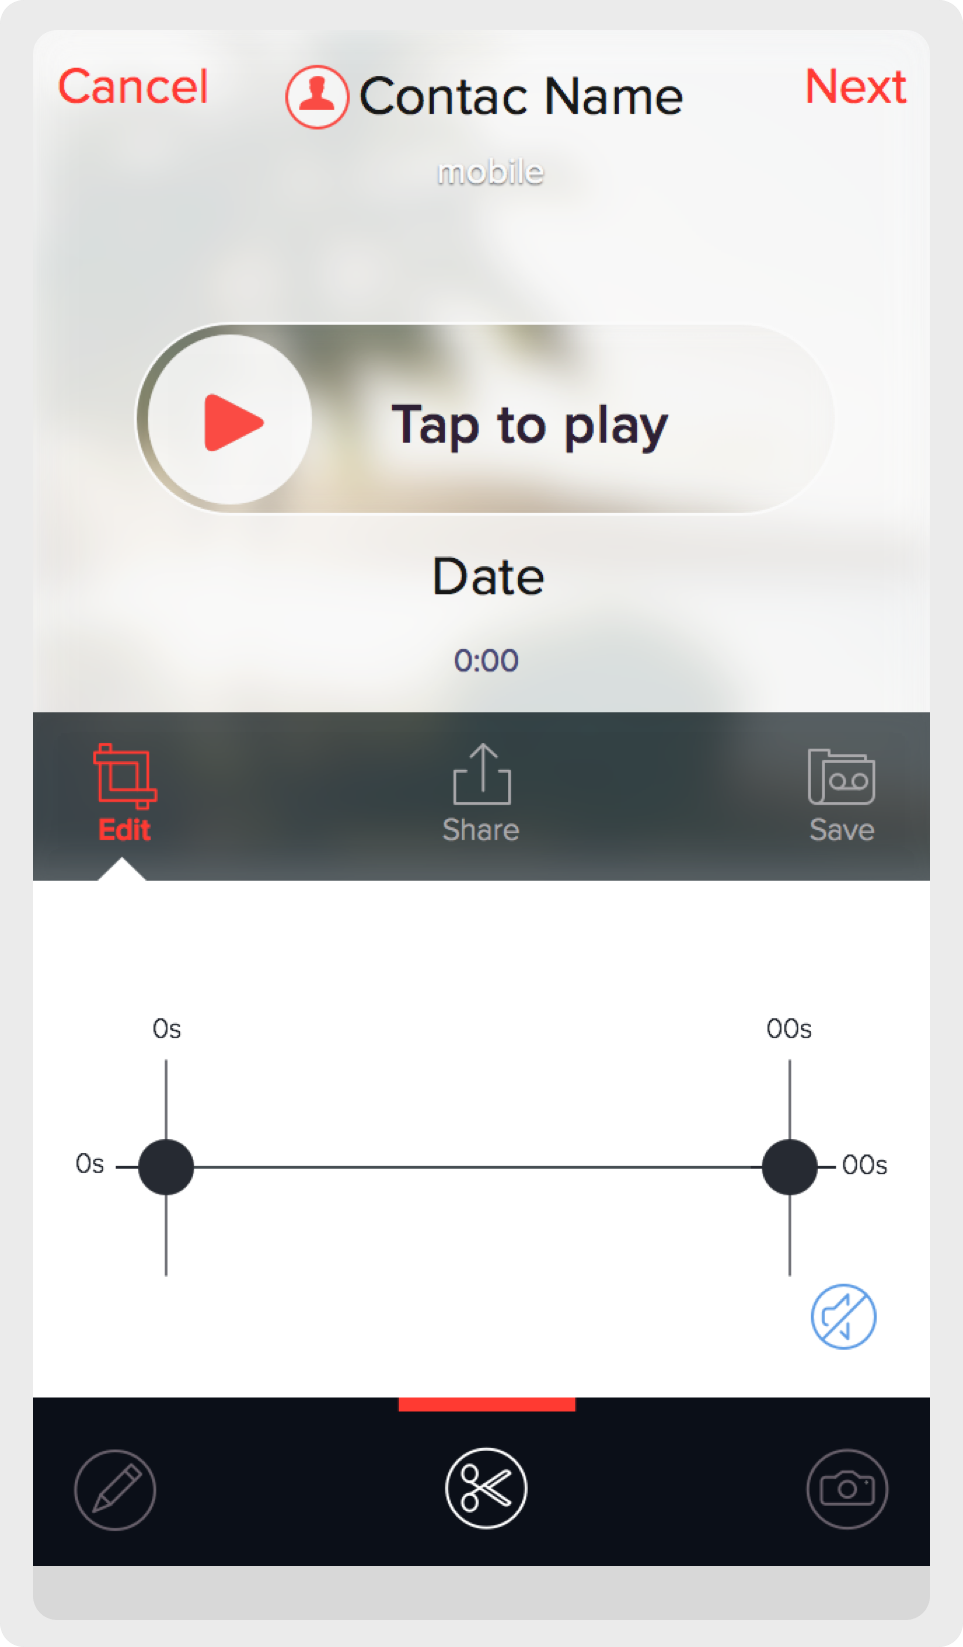 Cancel
Contac Name
Next
mobile
Tap to play
Date
0:00
Edit
Share
Save
0s
00s
0s
00s